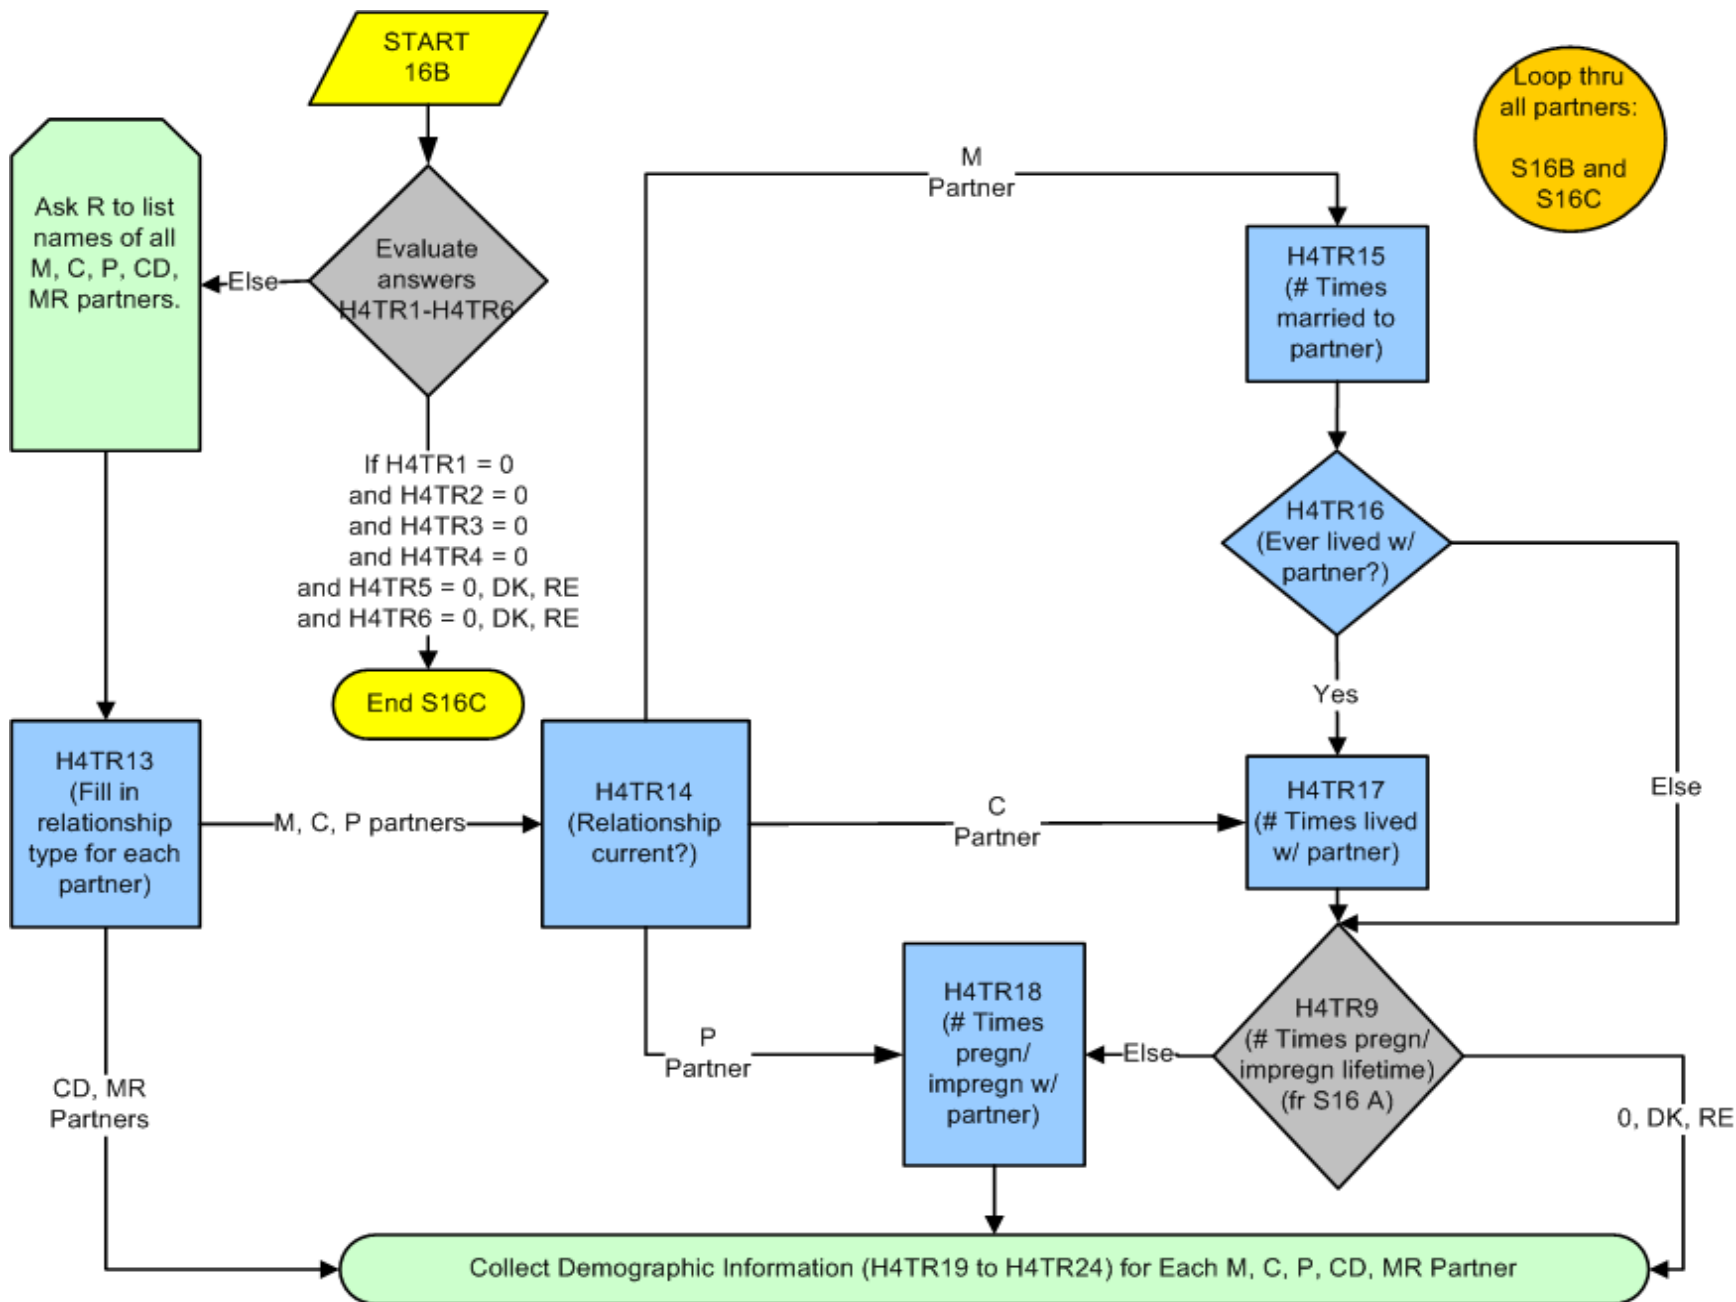 START
16B
Loop thru
all partners:
S16B and
S16C
M
Partner
Ask R to list
names of all
M, C, P, CD,
MR partners.
Else
Evaluate
answers
H4TR1-H4TR6
H4TR15
(# Times
married to
partner)
If H4TR1 = 0
and H4TR2 = 0
and H4TR3 = 0
and H4TR4 = 0
and H4TR5 = 0, DK, RE
and H4TR6 = 0, DK, RE
H4TR16
(Ever lived w/
partner?)
End S16C
Yes
Else
H4TR13
(Fill in
relationship
type for each
partner)
M, C, P partners
H4TR14
(Relationship
current?)
C
Partner
H4TR17
(# Times lived
w/ partner)
P
Partner
H4TR18
(# Times
pregn/
impregn w/
partner)
Else
H4TR9
(# Times pregn/
impregn lifetime)
(fr S16 A)
0, DK, RE
CD, MR
Partners
Collect Demographic Information (H4TR19 to H4TR24) for Each M, C, P, CD, MR Partner